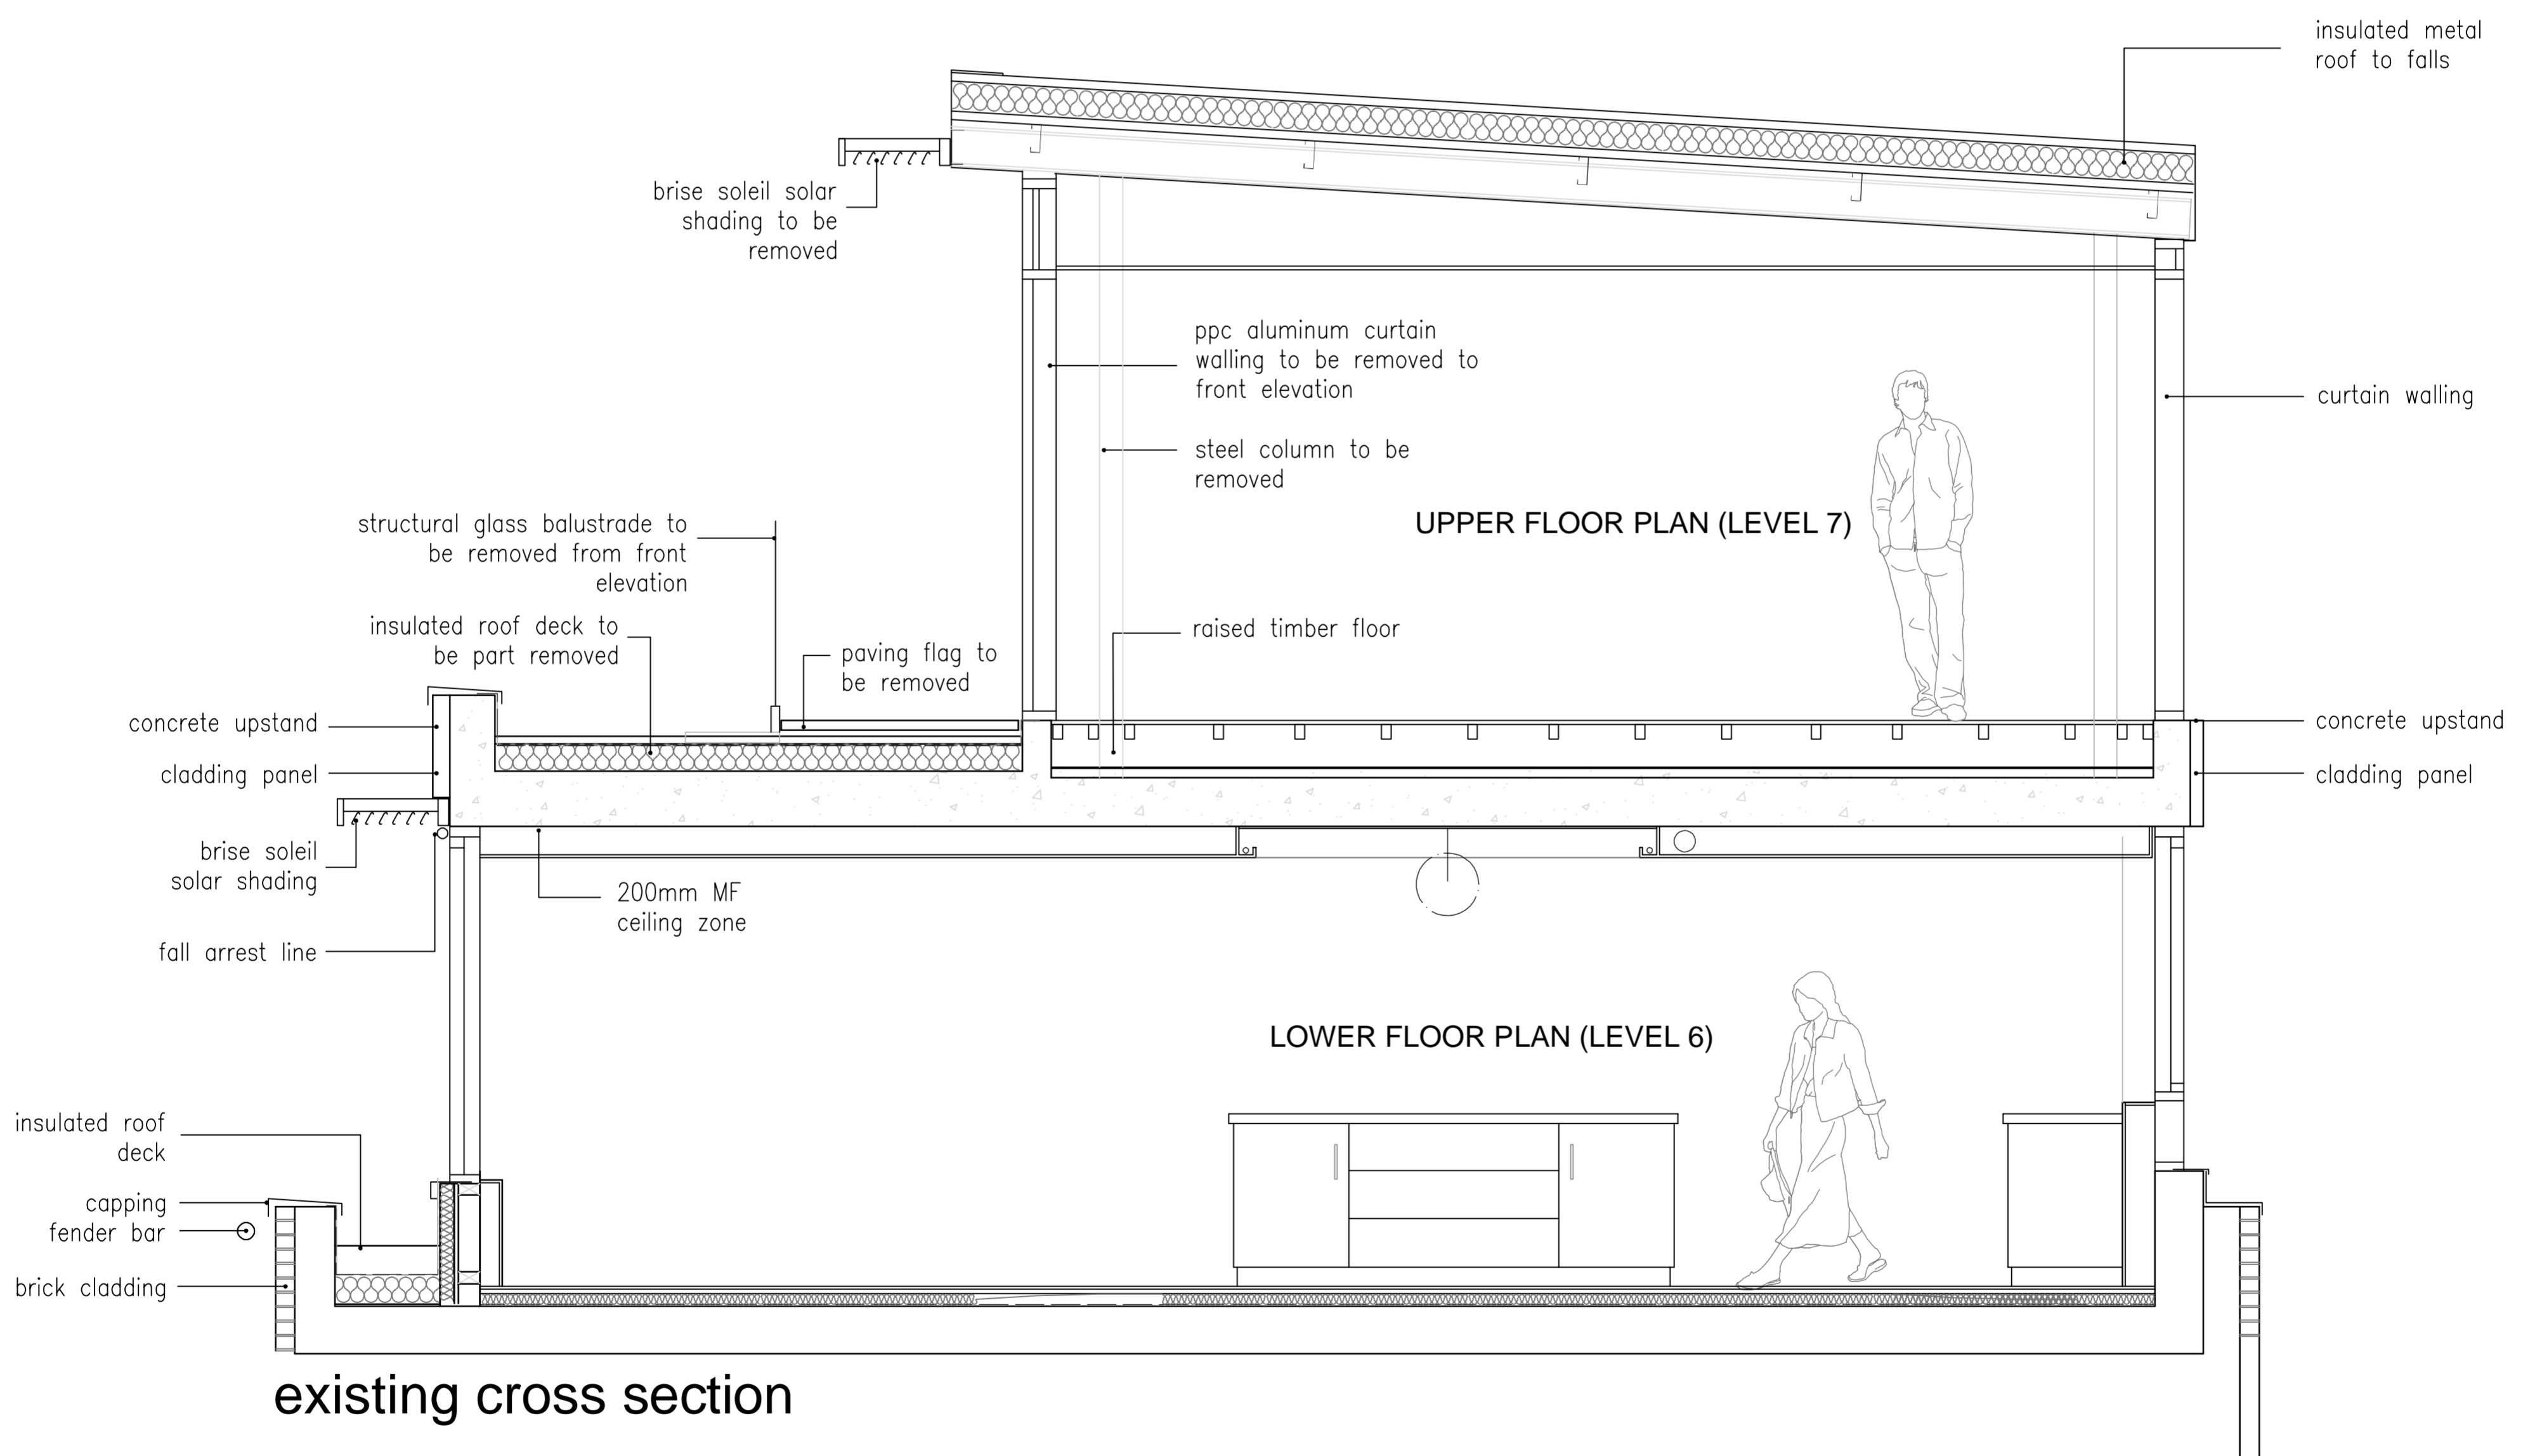 insulated metal
roof to falls
brise soleil solar
shading to be
removed
ppc aluminum curtain
walling to be removed to
front elevation
curtain walling
steel column to be
removed
UPPER FLOOR PLAN (LEVEL 7)
structural glass balustrade to
be removed from front
elevation
insulated roof deck to
be part removed
paving flag to
be removed
raised timber floor
concrete upstand
cladding panel
concrete upstand
cladding panel
brise soleil
solar shading
200mm MF
ceiling zone
fall arrest line
LOWER FLOOR PLAN (LEVEL 6)
insulated roof
deck
capping
fender bar
brick cladding
existing cross section